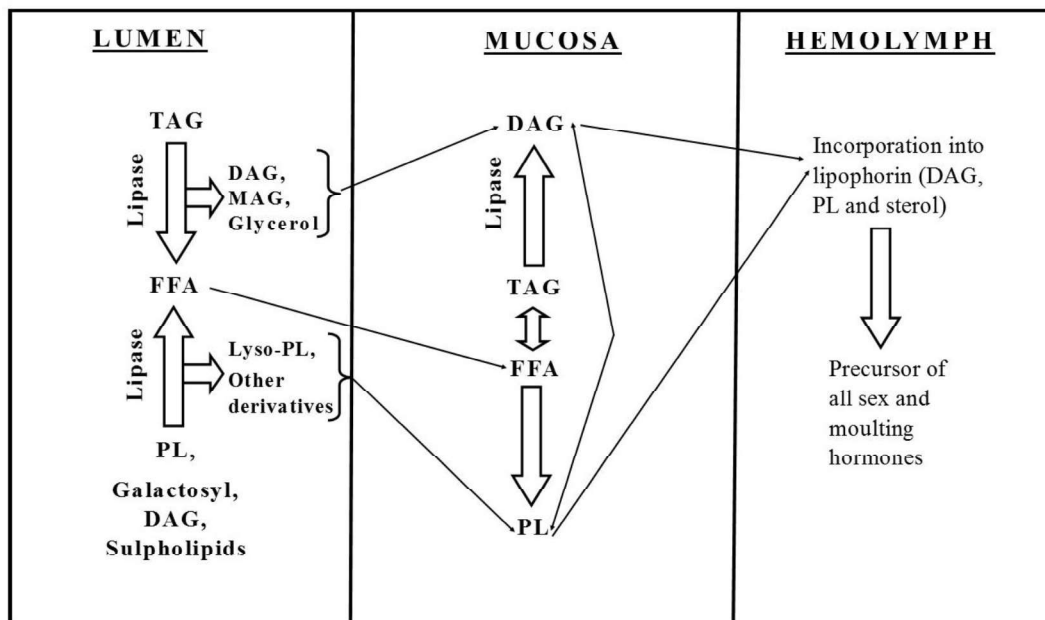 LUMEN
TAG
Lipase
DAG,
MAG,
Glycerol
FFA
Lipase
Lyso-PL,
Other
derivatives
PL,
Galactosyl,
DAG,
Sulpholipids
MUCOSA
DAG
Lipase
TAG
FFA
PL
HEMOLYMPH
Incorporation into
lipophorin (DAG,
PL and sterol)
Precursor of
all sex and
moulting
hormones